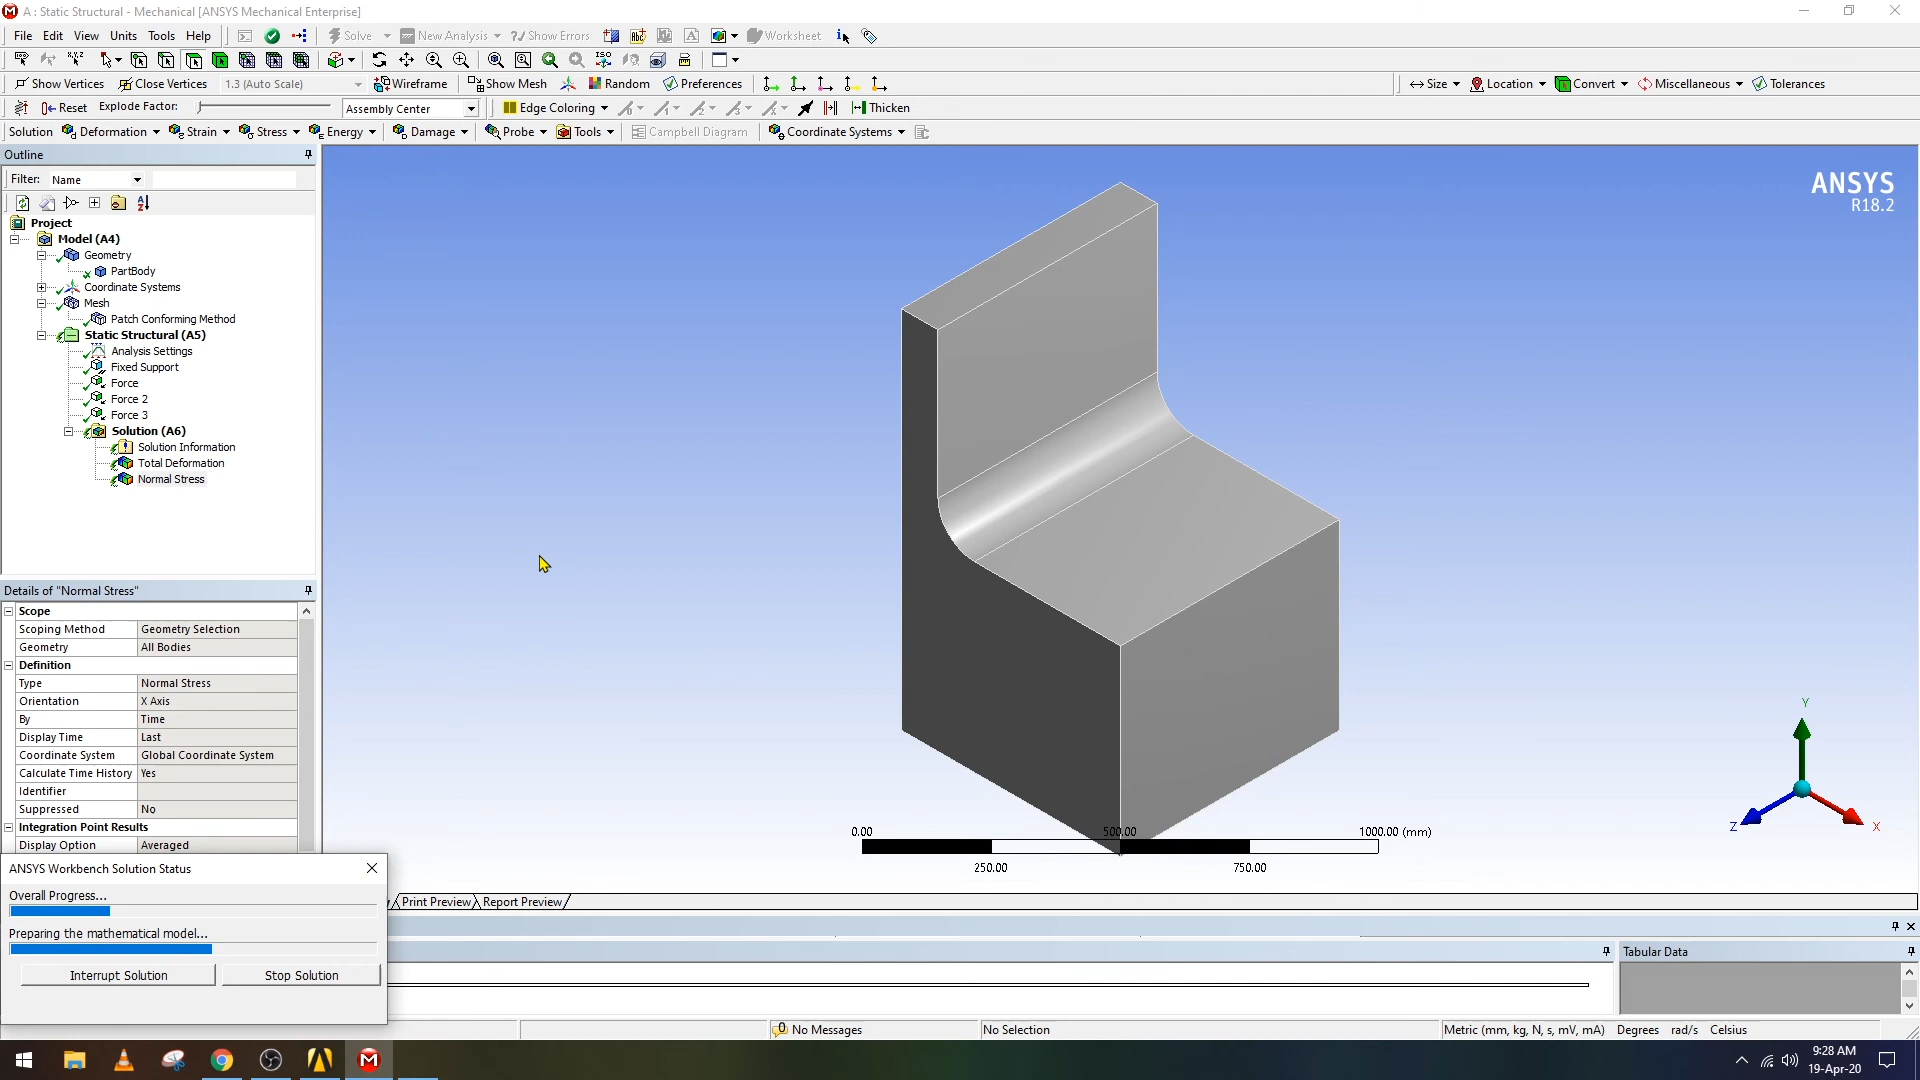 A : Static Structural - Mechanical [ANSYS Mechanical Enterprise]
File Edit View Units Tools Help Solve New Analysis Show Errors Worksheet
Show Vertices Close Vertices 1.3 (Auto Scale) Wireframe Show Mesh Random Preferences Size Location Convert Miscellaneous Tolerances
Reset Explode Factor: Assembly Center Edge Coloring Thicken
Solution Deformation Strain Stress Energy Damage Probe Tools Campbell Diagram Coordinate Systems
Outline
Filter: Name
Project
Model (A4)
Geometry
PartBody
Coordinate Systems
Mesh
Patch Conforming Method
Static Structural (A5)
Analysis Settings
Fixed Support
Force
Force 2
Force 3
Solution (A6)
Solution Information
Total Deformation
Normal Stress
Details of "Normal Stress"
Scope
Scoping Method Geometry Selection
Geometry All Bodies
Definition
Type Normal Stress
Orientation X Axis
By Time
Display Time Last
Coordinate System Global Coordinate System
Calculate Time History Yes
Identifier
Suppressed No
Integration Point Results
Display Option Averaged
ANSYS Workbench Solution Status
Overall Progress...
Preparing the mathematical model...
Interrupt Solution Stop Solution
ANSYS
R18.2
Y
Z X
0.00 500.00 1000.00 (mm)
250.00 750.00
Print Preview Report Preview
Tabular Data
0 No Messages No Selection Metric (mm, kg, N, s, mV, mA) Degrees rad/s Celsius
9:28 AM
19-Apr-20